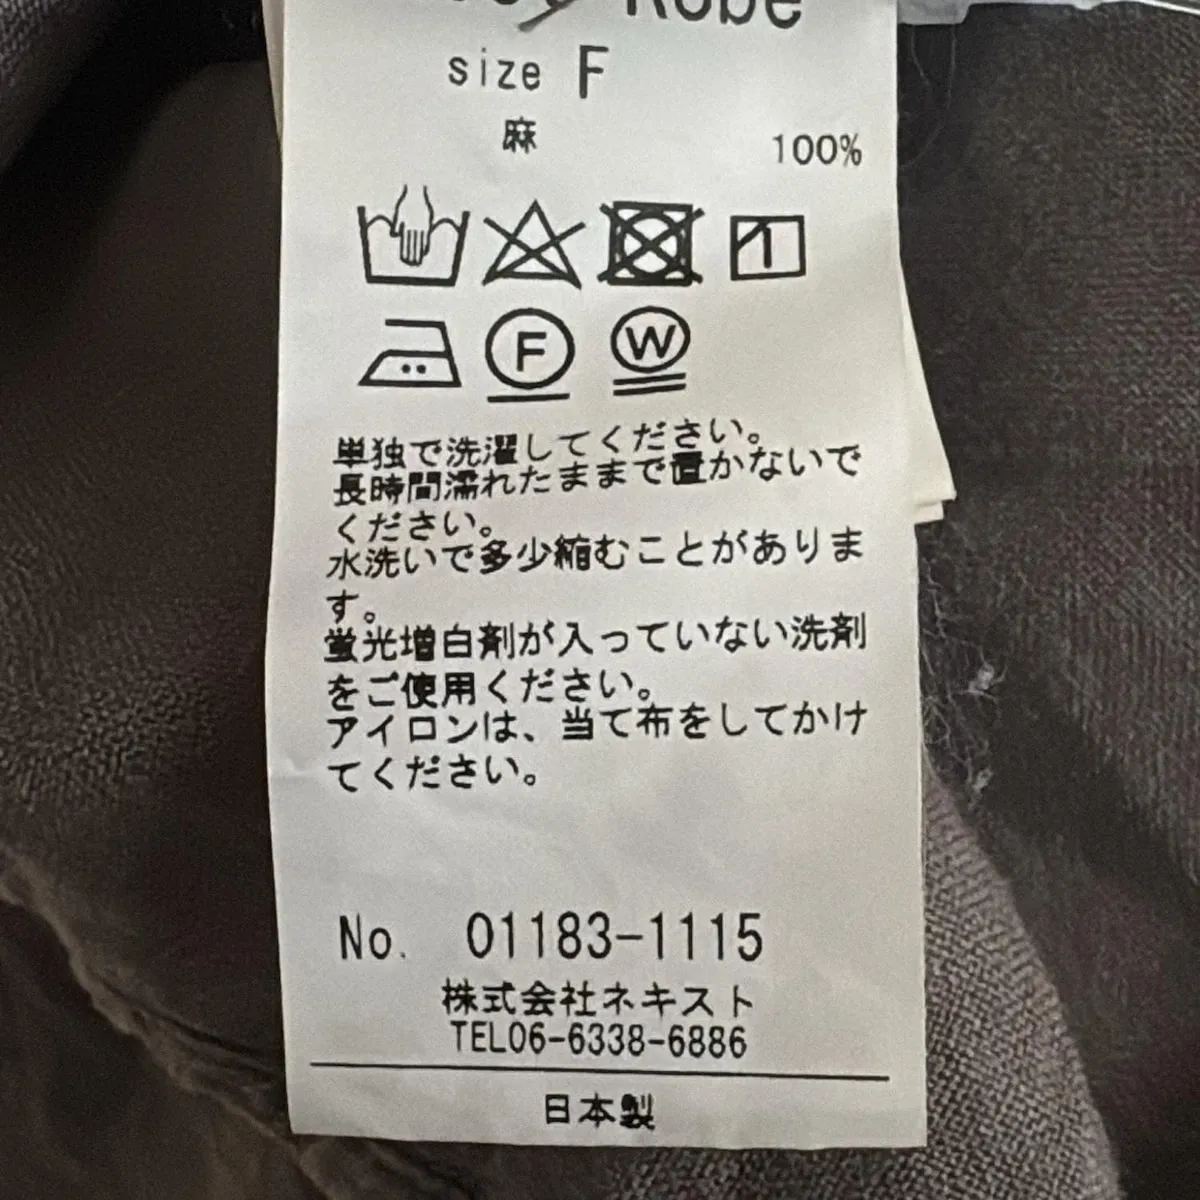 Robe
size F
麻 100%
F W
単独で洗濯してください。
長時間濡れたままで置かないで
ください。
水洗いで多少縮むことがありま
す。
蛍光増白剤が入っていない洗剤
をご使用ください。
アイロンは、当て布をしてかけ
てください。
No. 01183-1115
株式会社ネキスト
TEL06-6338-6886
日本製